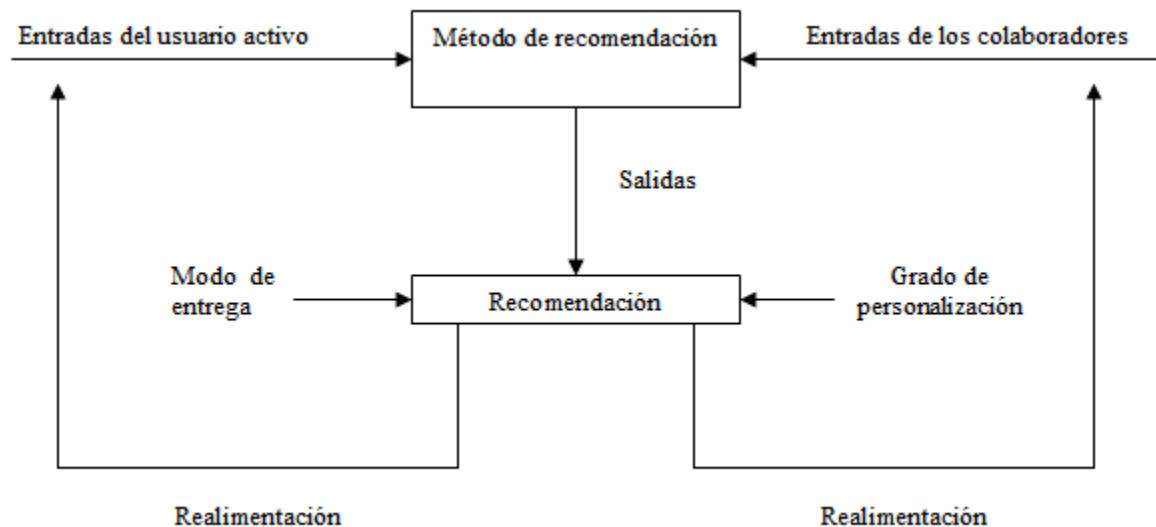 Entradas del usuario activo
Método de recomendación
Entradas de los colaboradores
Salidas
Modo de
entrega
Recomendación
Grado de
personalización
Realimentación
Realimentación